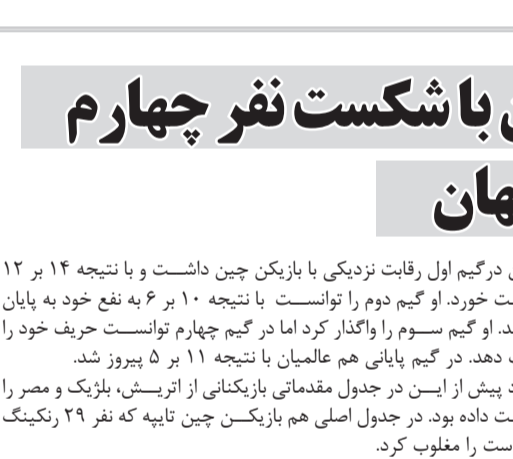 با شکست نفر چهارم
درگیم اول رقابت نزدیکی با بازیکن چین داشت و با نتیجه ۱۴ بر ۱۲
خورد. او گیم دوم را توانست با نتیجه ۱۰ بر ۶ به نفع خود به پایان
او گیم سوم را واگذار کرد اما در گیم چهارم توانست حریف خود را
دهد. در گیم پایانی هم عالمیان با نتیجه ۱۱ بر ۵ پیروز شد.
پیش از این در جدول مقدماتی بازیکنانی از اتریش، بلژیک و مصر را
داده بود. در جدول اصلی هم بازیکن چین تایپه که نفر ۲۹ رنکینگ
است را مغلوب کرد.